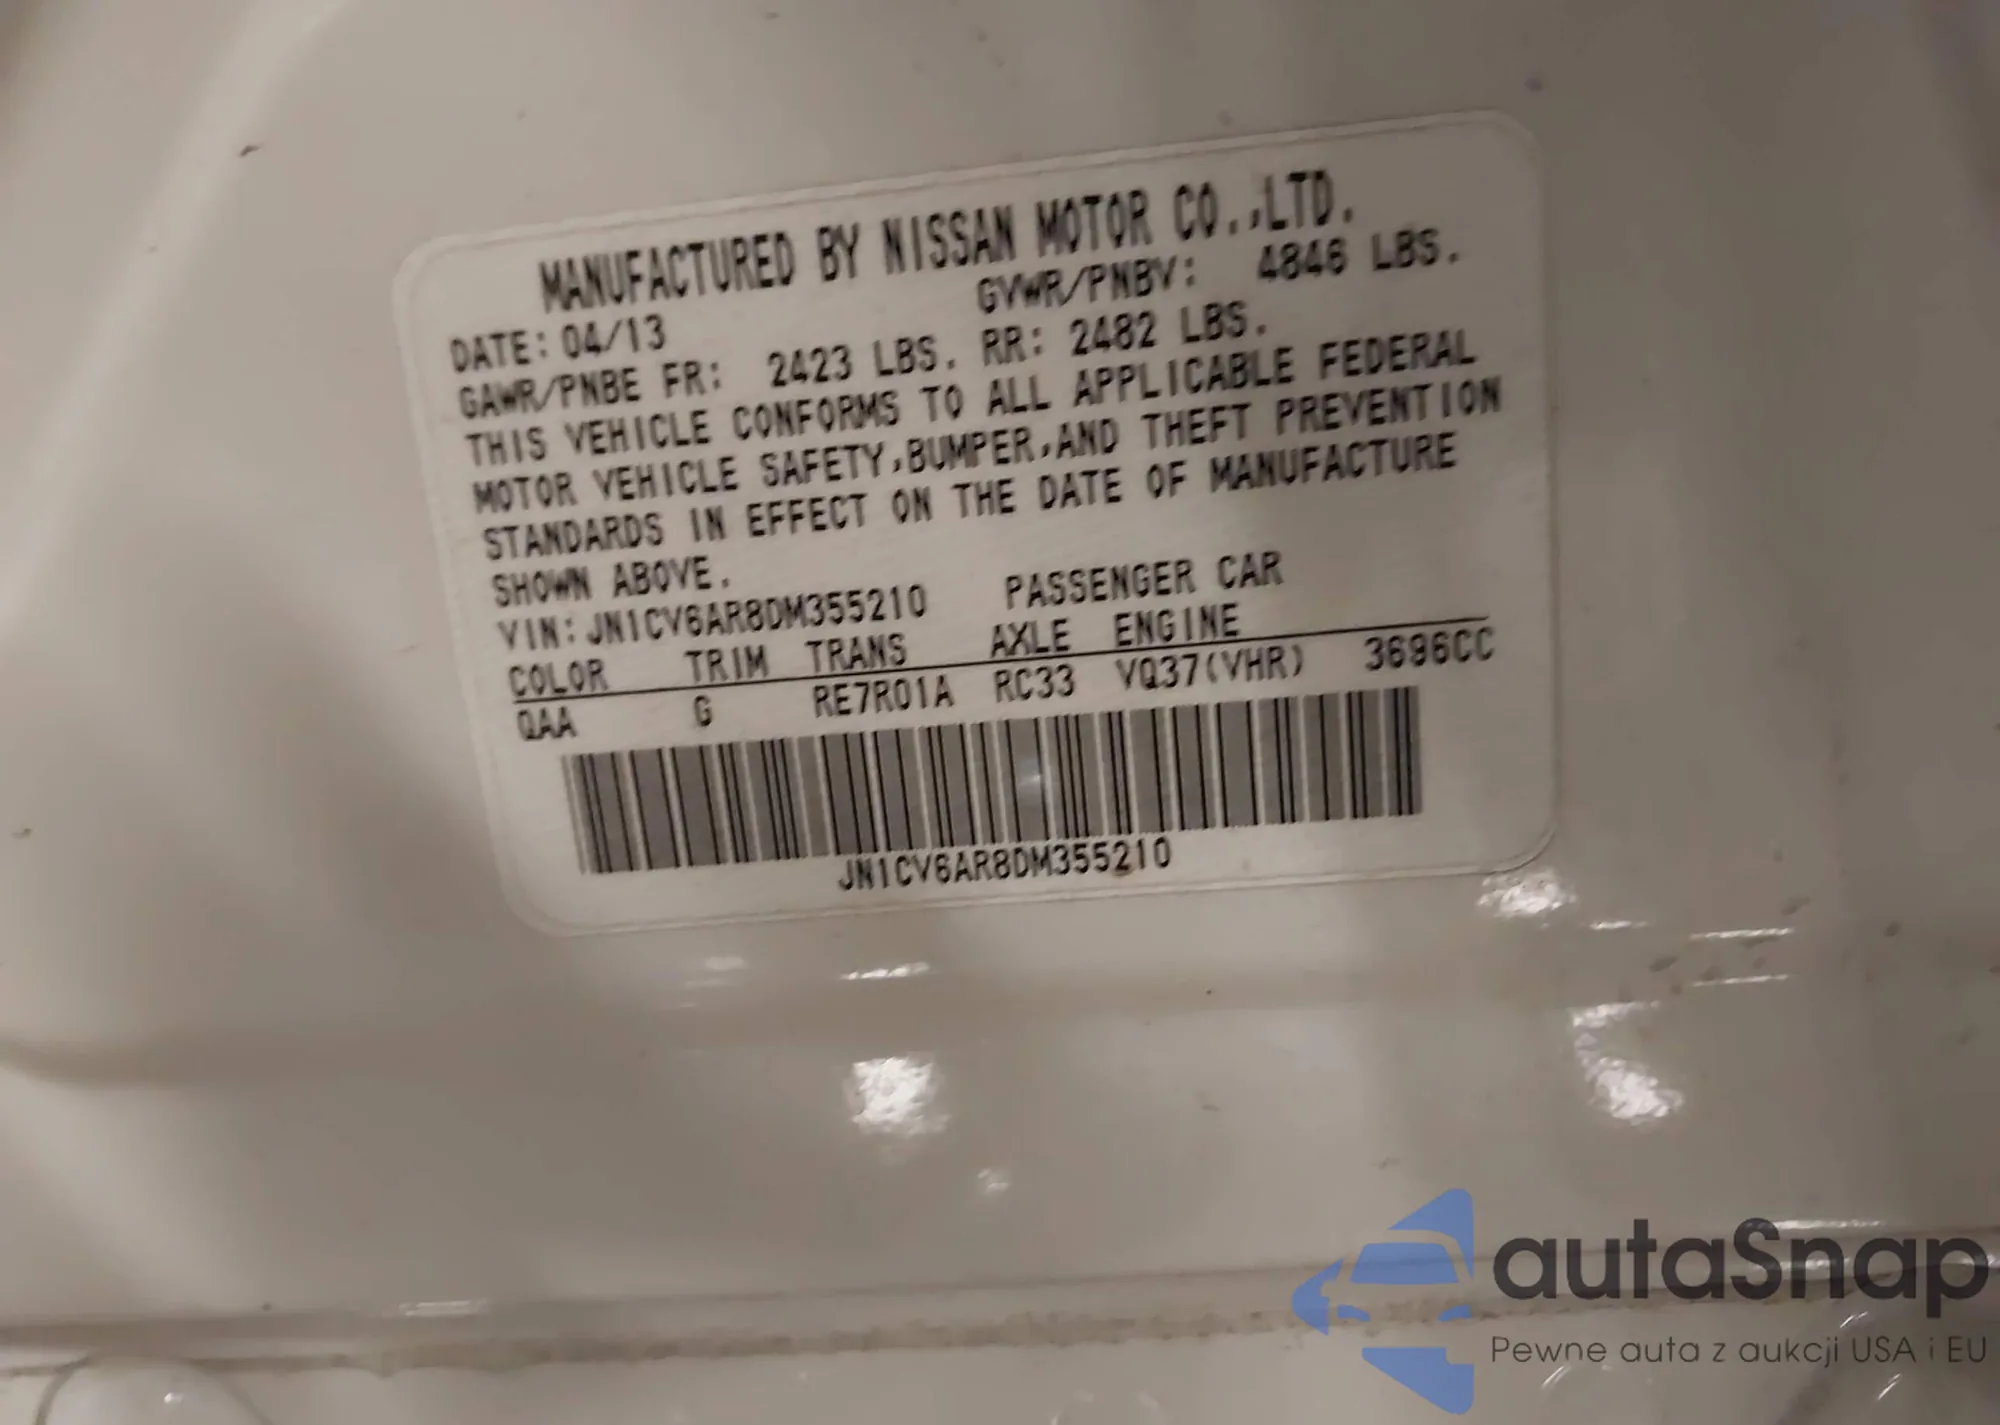 MANUFACTURED BY NISSAN MOTOR CO.,LTD.
DATE: 04/13 GVWR/PNBV: 4846 LBS.
GAWR/PNBE FR: 2423 LBS. RR: 2482 LBS.
THIS VEHICLE CONFORMS TO ALL APPLICABLE FEDERAL
MOTOR VEHICLE SAFETY,BUMPER,AND THEFT PREVENTION
STANDARDS IN EFFECT ON THE DATE OF MANUFACTURE
SHOWN ABOVE.
VIN: JN1CV6AR8DM355210 PASSENGER CAR
COLOR TRIM TRANS AXLE ENGINE
QAA G RE7R01A RC33 VQ37(VHR) 3696CC
JN1CV6AR8DM355210
autaSnap
Pewne auta z aukcji USA i EU